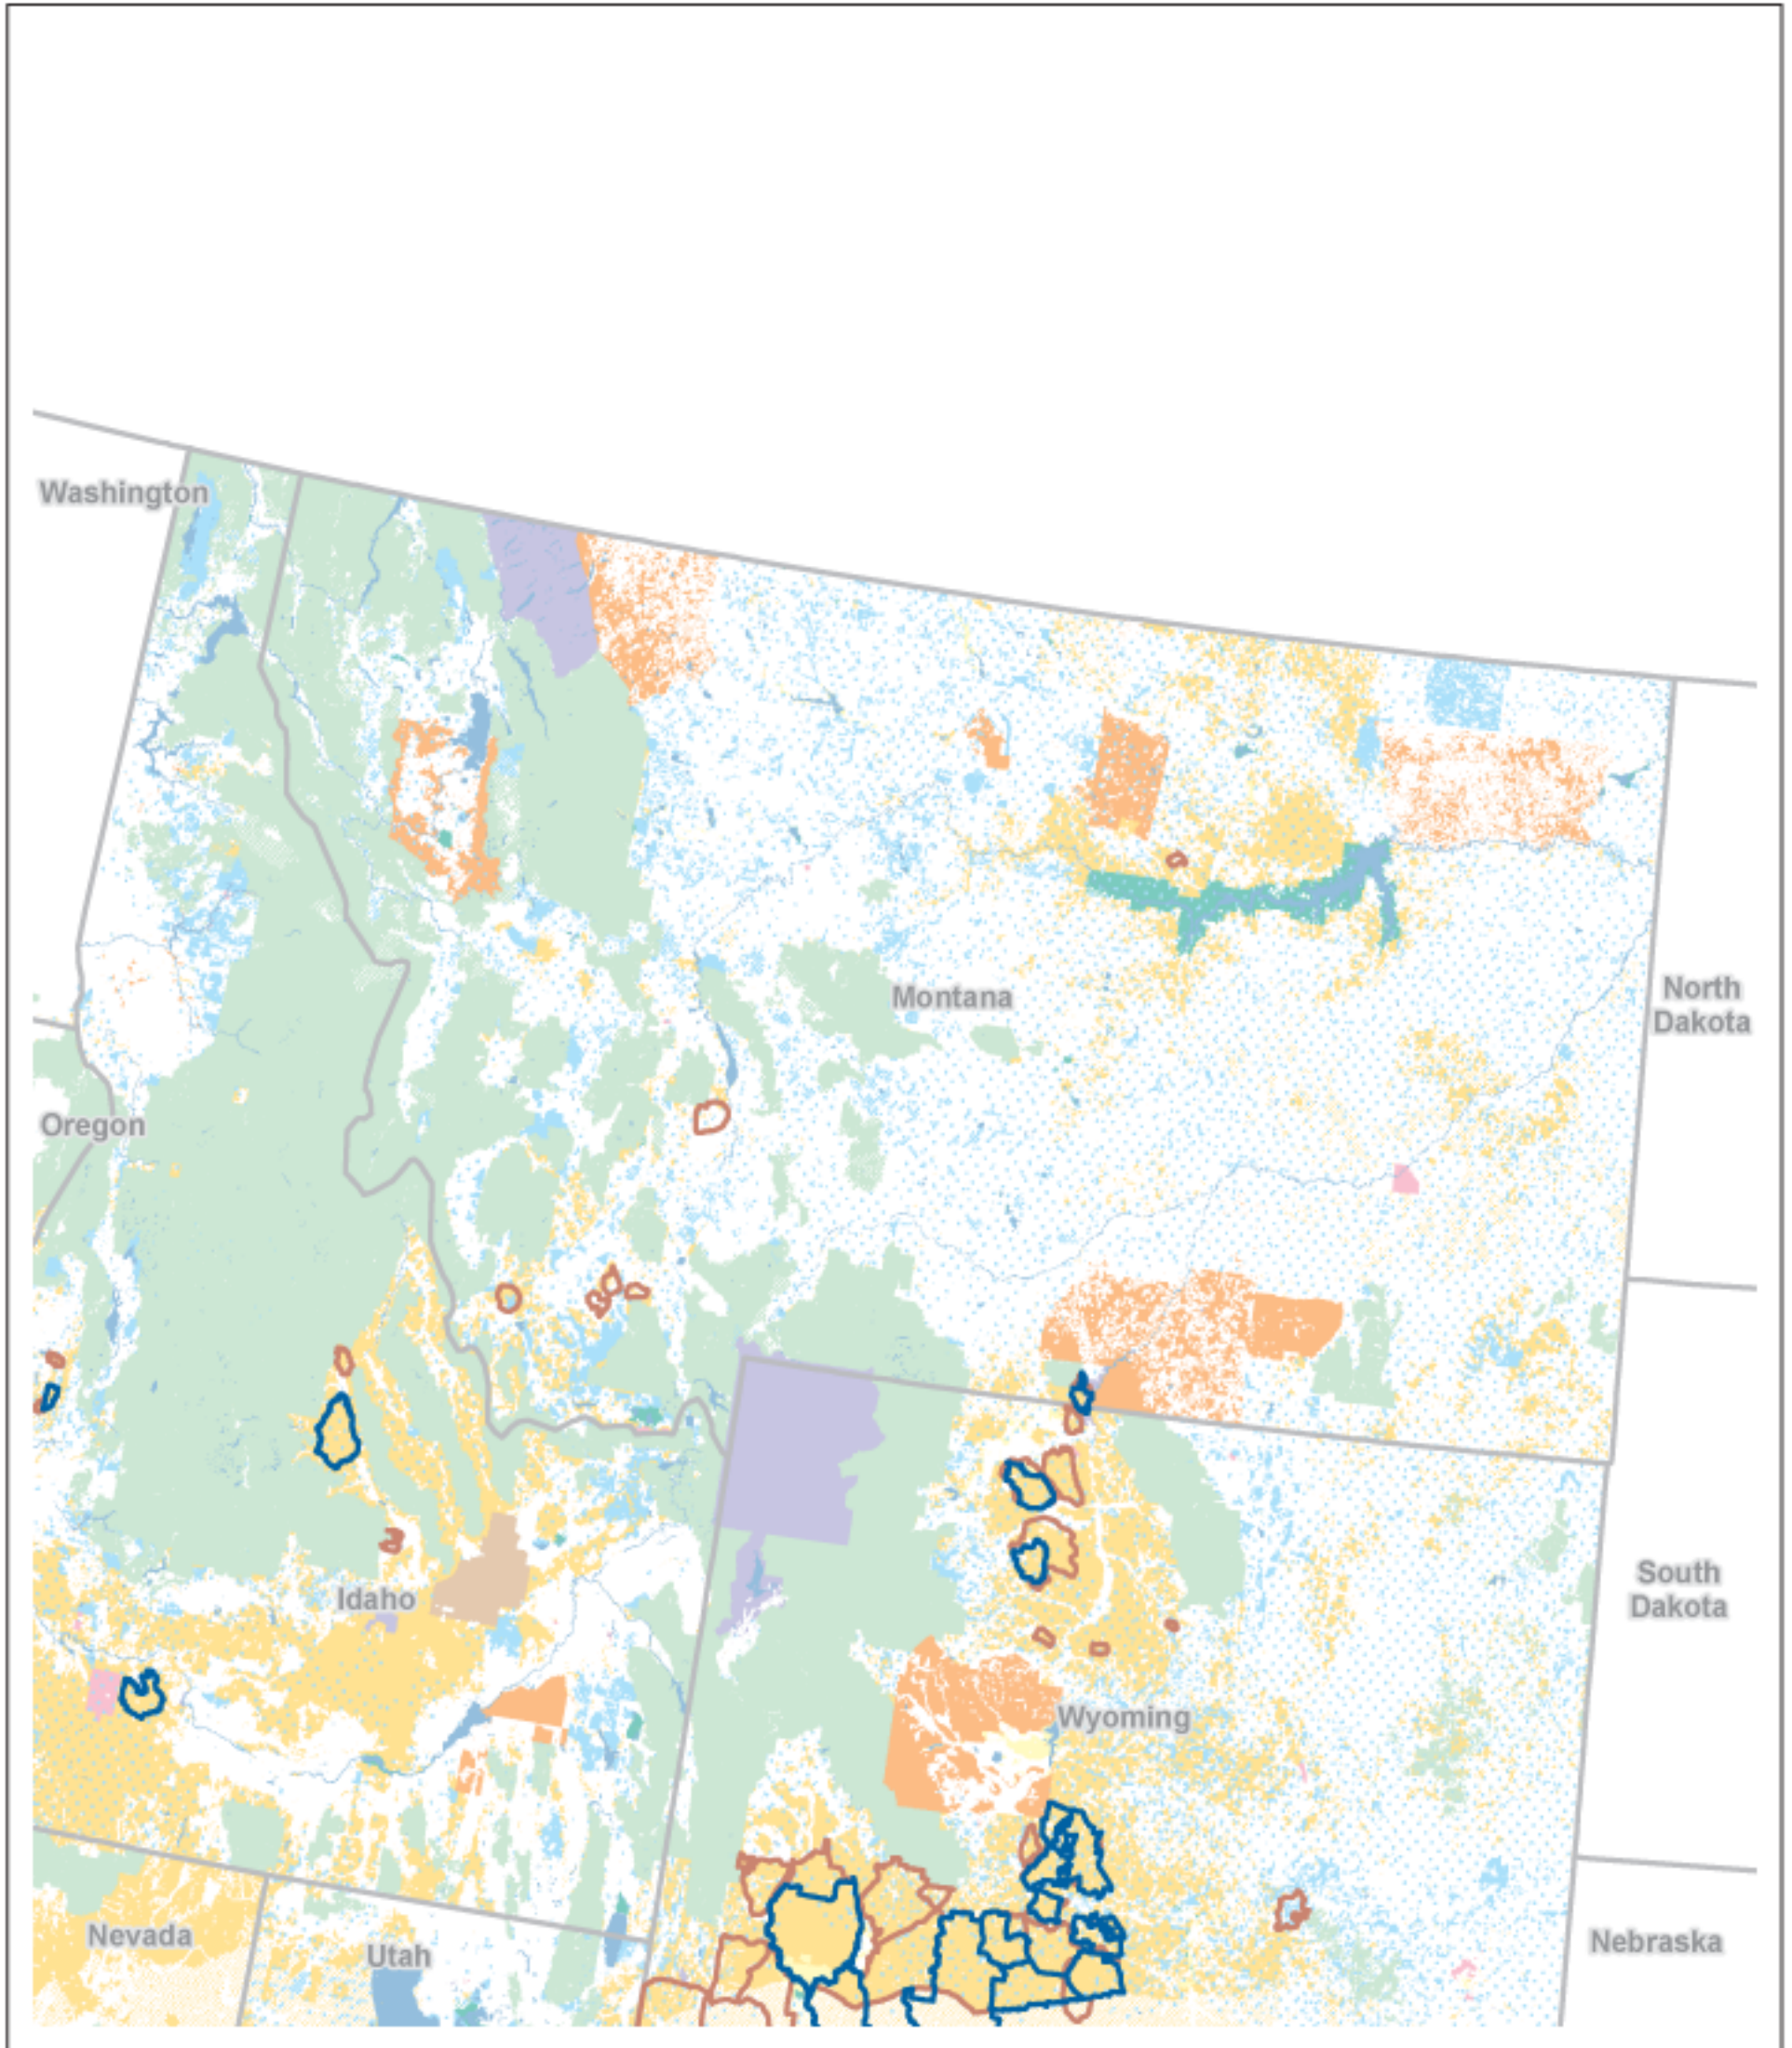 Washington
Montana
North
Dakota
Oregon
South
Dakota
Idaho
Wyoming
Nevada
Utah
Nebraska